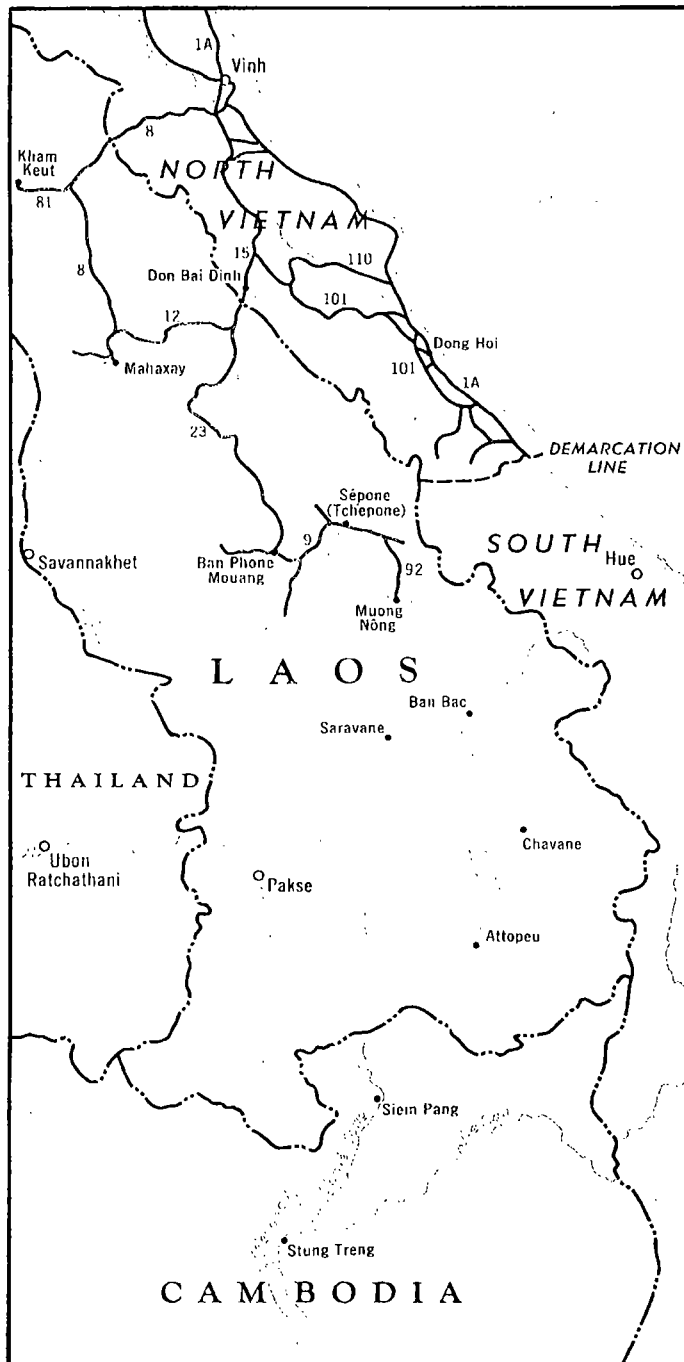 1A
Vinh
8
Kham
Keut
NORTH
81
VIETNAM
15
110
8
Don Bai Dinh
101
12
Dong Hoi
Mahaxay
101
1A
23
DEMARCATION
LINE
Sépone
(Tchepone)
9
SOUTH
Savannakhet
Ban Phone
Mouang
92
Hue
Muong
Nông
VIETNAM
LAOS
Ban Bac
Saravane
THAILAND
Chavane
Ubon
Ratchathani
Pakse
Attopeu
Siem Pang
Stung Treng
CAMBODIA